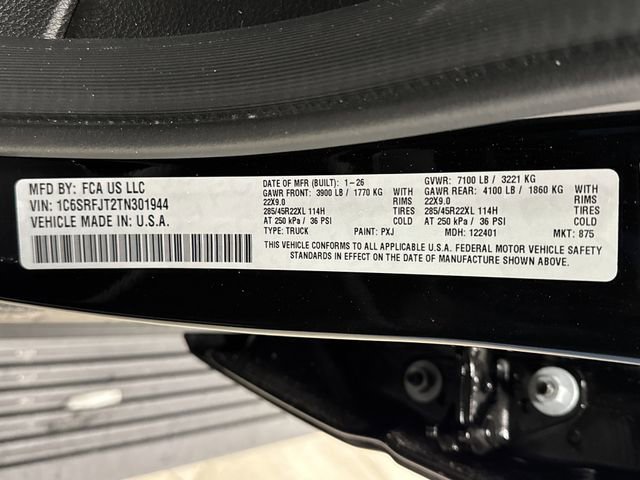 MFD BY: FCA US LLC
VIN: 1C6SRFJT2TN301944
VEHICLE MADE IN U.S.A.
DATE OF MFR (BUILT): 1-26 GVWR: 7100 LB / 3221 KG
GAWR FRONT: 3900 LB / 1770 KG WITH GAWR REAR: 4100 LB / 1860 KG WITH
22X9.0 RIMS 22X9.0 RIMS
285/45R22XL 114H TIRES 285/45R22XL 114H TIRES
AT 250 kPa / 36 PSI COLD AT 250 kPa / 36 PSI COLD
TYPE: TRUCK PAINT: PXJ MDH: 122401 MKT: 875
THIS VEHICLE CONFORMS TO ALL APPLICABLE U.S.A. FEDERAL MOTOR VEHICLE SAFETY
STANDARDS IN EFFECT ON THE DATE OF MANUFACTURE SHOWN ABOVE.